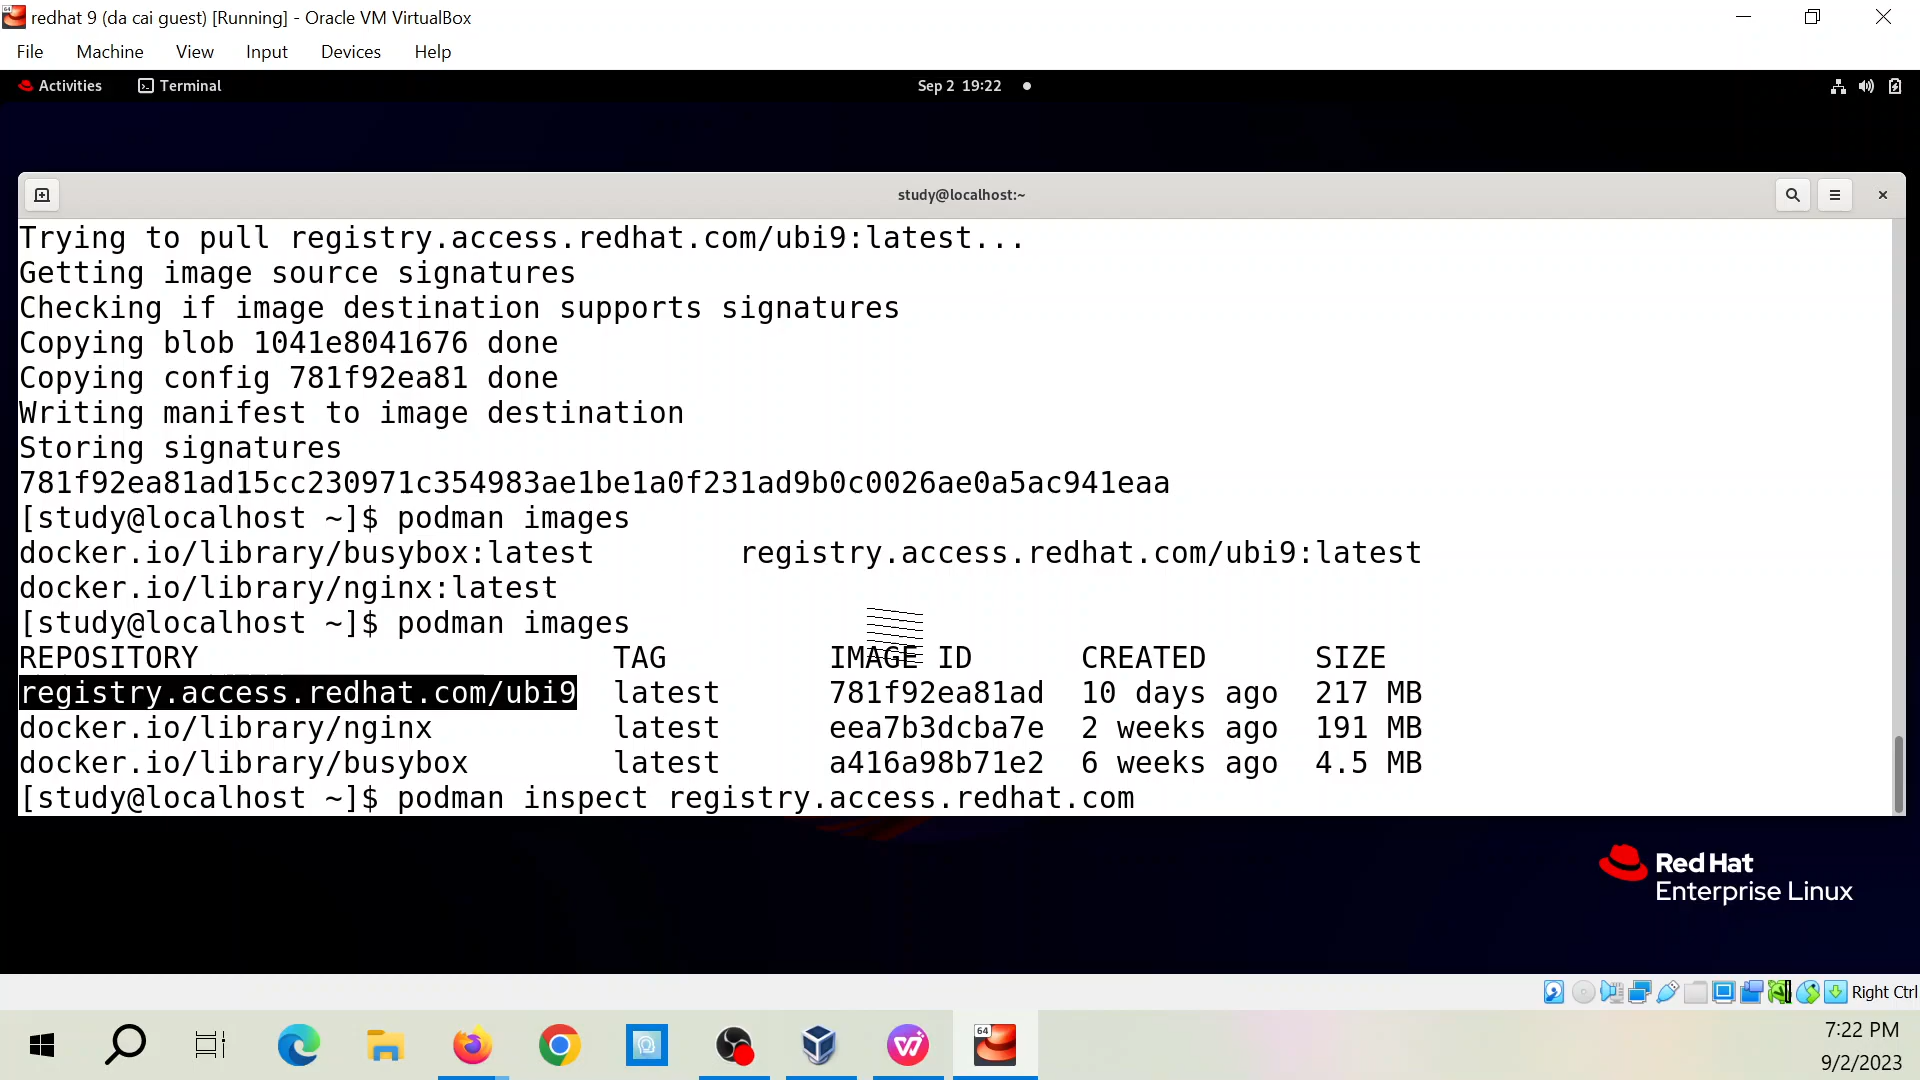 redhat 9 (da cai guest) [Running] - Oracle VM VirtualBox
File Machine View Input Devices Help
Activities Terminal Sep 2 19:22
study@localhost:~
Trying to pull registry.access.redhat.com/ubi9:latest...
Getting image source signatures
Checking if image destination supports signatures
Copying blob 1041e8041676 done
Copying config 781f92ea81 done
Writing manifest to image destination
Storing signatures
781f92ea81ad15cc230971c354983ae1be1a0f231ad9b0c0026ae0a5ac941eaa
[study@localhost ~]$ podman images
docker.io/library/busybox:latest registry.access.redhat.com/ubi9:latest
docker.io/library/nginx:latest
[study@localhost ~]$ podman images
REPOSITORY TAG IMAGE ID CREATED SIZE
registry.access.redhat.com/ubi9 latest 781f92ea81ad 10 days ago 217 MB
docker.io/library/nginx latest eea7b3dcba7e 2 weeks ago 191 MB
docker.io/library/busybox latest a416a98b71e2 6 weeks ago 4.5 MB
[study@localhost ~]$ podman inspect registry.access.redhat.com
Red Hat
Enterprise Linux
Right Ctrl
64
7:22 PM
9/2/2023